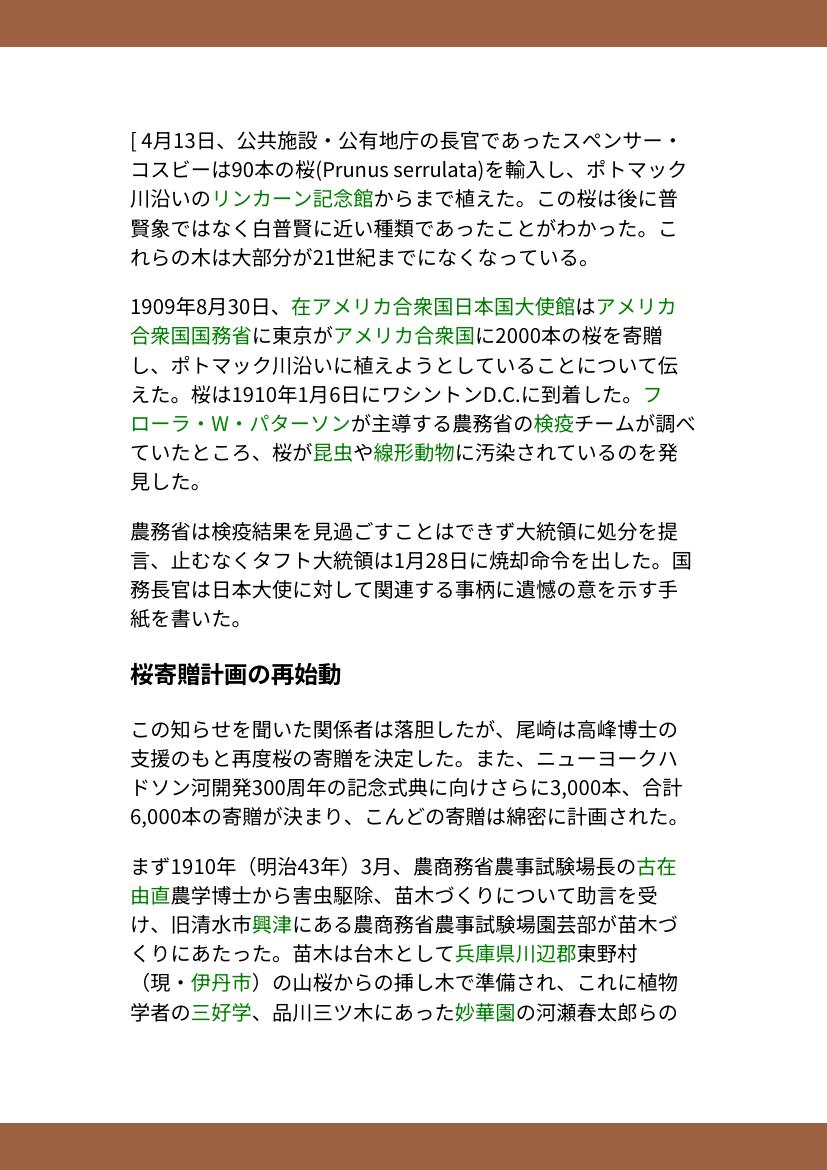 [ 4月13日、公共施設・公有地庁の長官であったスペンサー・
コスビーは90本の桜(Prunus serrulata)を輸入し、ポトマック
川沿いのリンカーン記念館からまで植えた。この桜は後に普
賢象ではなく白普賢に近い種類であったことがわかった。こ
れらの木は大部分が21世紀までになくなっている。
1909年8月30日、在アメリカ合衆国日本国大使館はアメリカ
合衆国国務省に東京がアメリカ合衆国に2000本の桜を寄贈
し、ポトマック川沿いに植えようとしていることについて伝
えた。桜は1910年1月6日にワシントンD.C.に到着した。フ
ローラ・W・パターソンが主導する農務省の検疫チームが調べ
ていたところ、桜が昆虫や線形動物に汚染されているのを発
見した。
農務省は検疫結果を見過ごすことはできず大統領に処分を提
言、止むなくタフト大統領は1月28日に焼却命令を出した。国
務長官は日本大使に対して関連する事柄に遺憾の意を示す手
紙を書いた。
桜寄贈計画の再始動
この知らせを聞いた関係者は落胆したが、尾崎は高峰博士の
支援のもと再度桜の寄贈を決定した。また、ニューヨークハ
ドソン河開発300周年の記念式典に向けさらに3,000本、合計
6,000本の寄贈が決まり、こんどの寄贈は綿密に計画された。
まず1910年（明治43年）3月、農商務省農事試験場長の古在
由直農学博士から害虫駆除、苗木づくりについて助言を受
け、旧清水市興津にある農商務省農事試験場園芸部が苗木づ
くりにあたった。苗木は台木として兵庫県川辺郡東野村
（現・伊丹市）の山桜からの挿し木で準備され、これに植物
学者の三好学、品川三ツ木にあった妙華園の河瀬春太郎らの